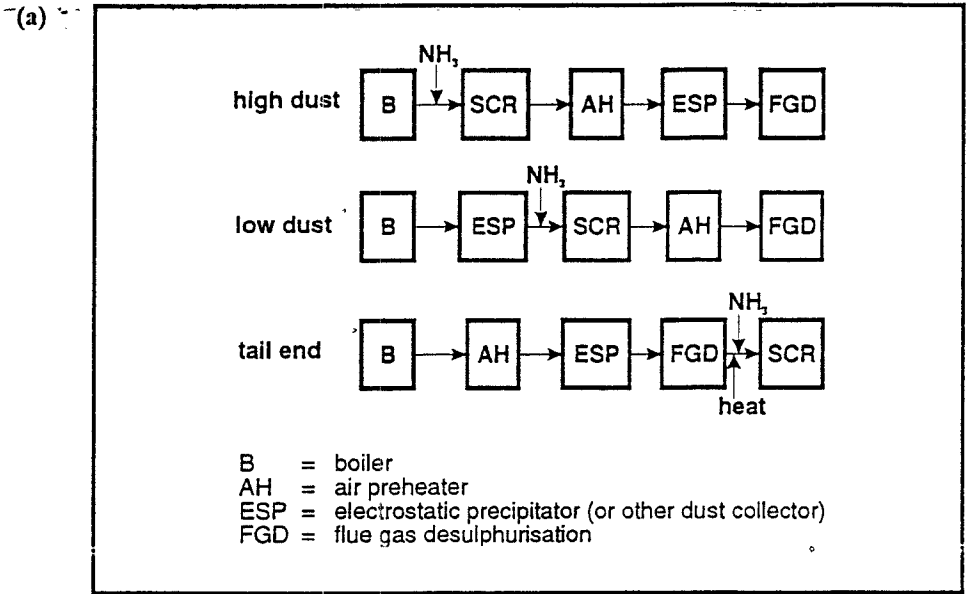 (a)
NH₃
high dust B SCR AH ESP FGD
NH₃
low dust B ESP SCR AH FGD
NH₃
tail end B AH ESP FGD SCR
heat
B = boiler
AH = air preheater
ESP = electrostatic precipitator (or other dust collector)
FGD = flue gas desulphurisation